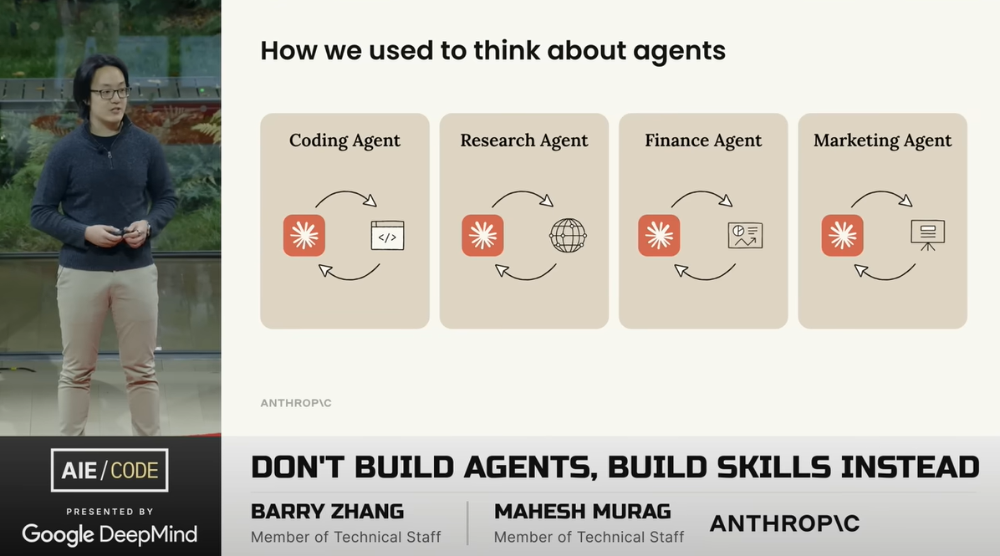 How we used to think about agents
Coding Agent
Research Agent
Finance Agent
Marketing Agent
</>
ANTHROP\C
AIE/CODE
PRESENTED BY
Google DeepMind
DON'T BUILD AGENTS, BUILD SKILLS INSTEAD
BARRY ZHANG
Member of Technical Staff
MAHESH MURAG
Member of Technical Staff
ANTHROP\C